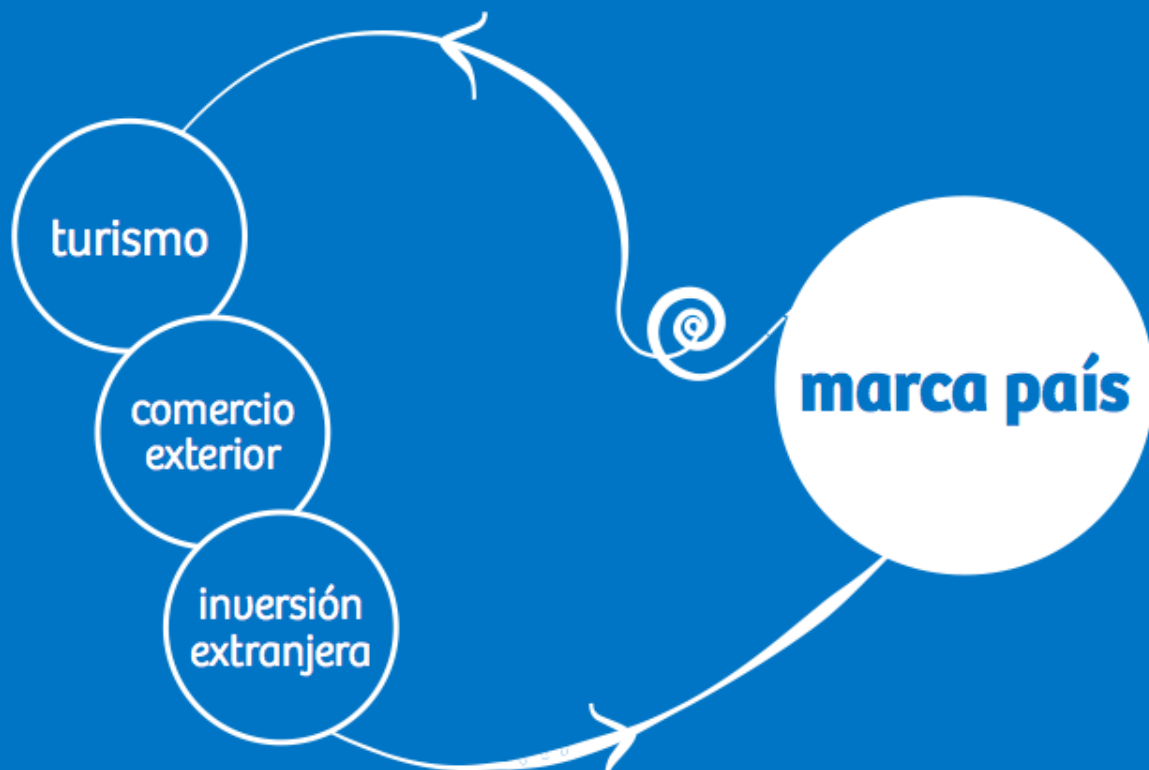 turismo
comercio
exterior
inversión
extranjera
marca país